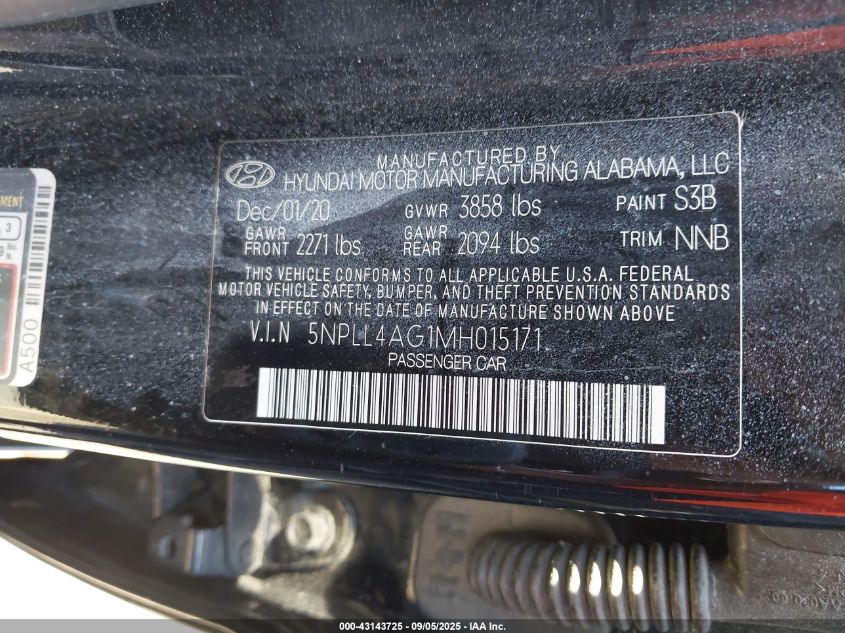 MANUFACTURED BY
HYUNDAI MOTOR MANUFACTURING ALABAMA, LLC
Dec/01/20 GVWR 3858 lbs PAINT S3B
GAWR FRONT 2271 lbs GAWR REAR 2094 lbs TRIM NNB
THIS VEHICLE CONFORMS TO ALL APPLICABLE U.S.A. FEDERAL
MOTOR VEHICLE SAFETY, BUMPER, AND THEFT PREVENTION STANDARDS
IN EFFECT ON THE DATE OF MANUFACTURE SHOWN ABOVE.
V.I.N 5NPLL4AG1MH015171
PASSENGER CAR
3
A500
000-43143725 - 09/05/2025 - IAA Inc.